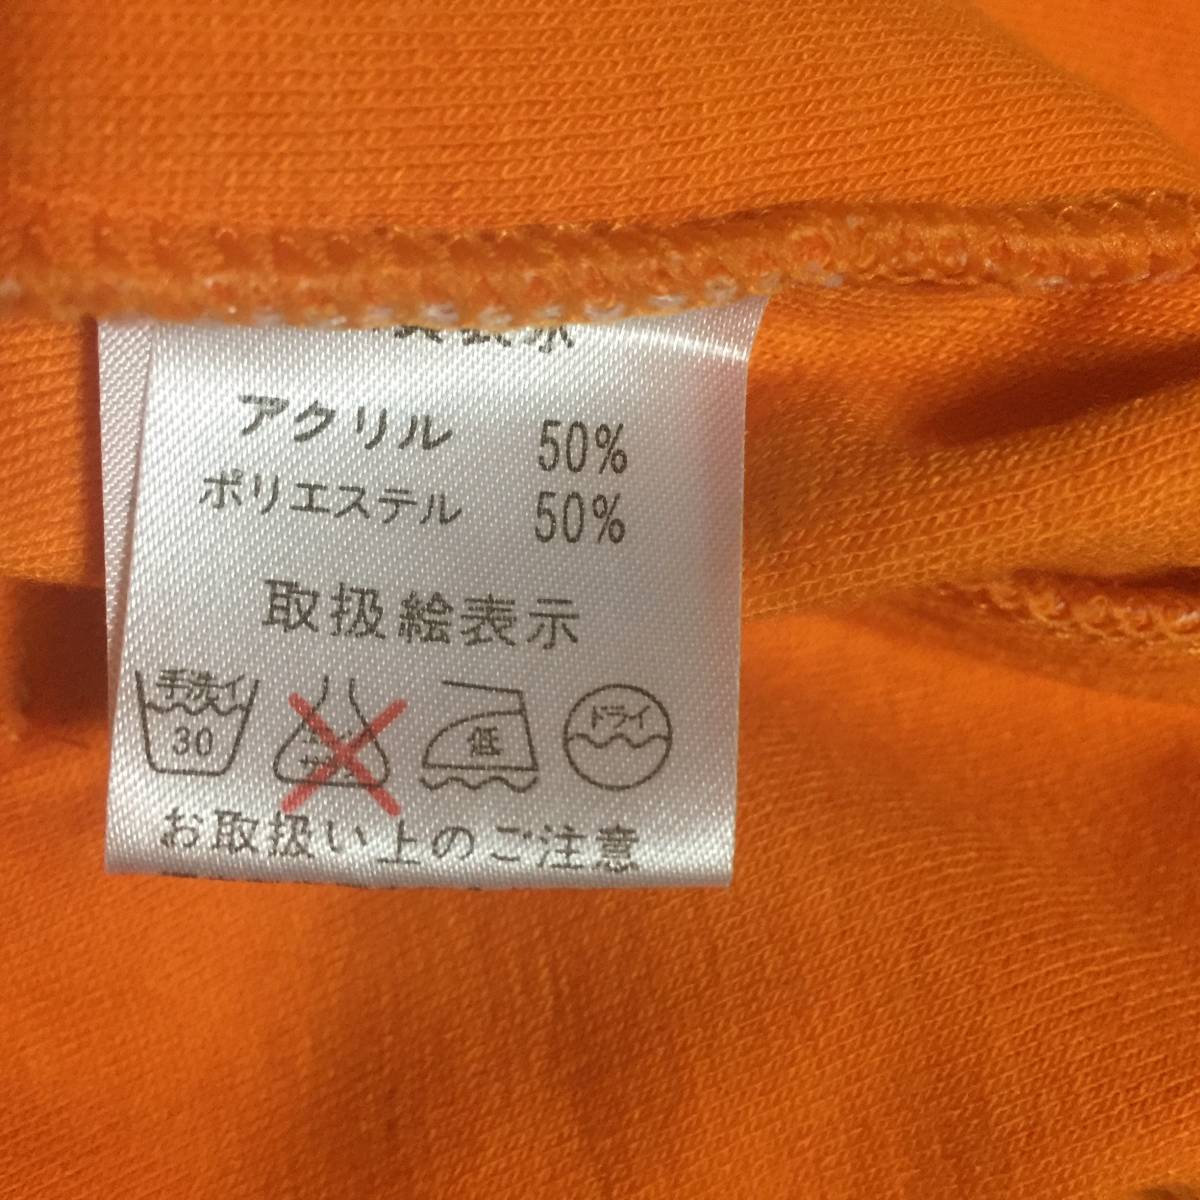 アクリル 50%
ポリエステル 50%
取扱絵表示
手洗イ
30
低
ドライ
お取扱い上のご注意